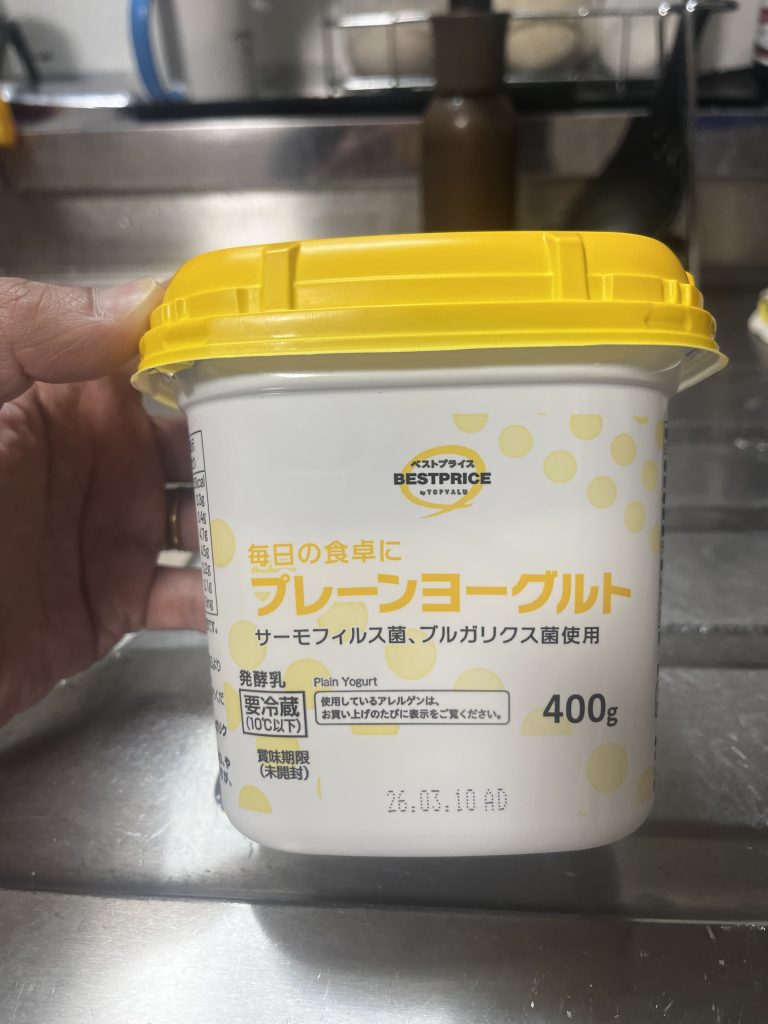 ベストプライス
BESTPRICE
by TOPVALU
毎日の食卓に
プレーンヨーグルト
サーモフィルス菌、ブルガリクス菌使用
発酵乳
Plain Yogurt
要冷蔵
(10℃以下)
使用しているアレルゲンは、
お買い上げのたびに表示をご覧ください。
400g
賞味期限
(未開封)
26.03.10 AD